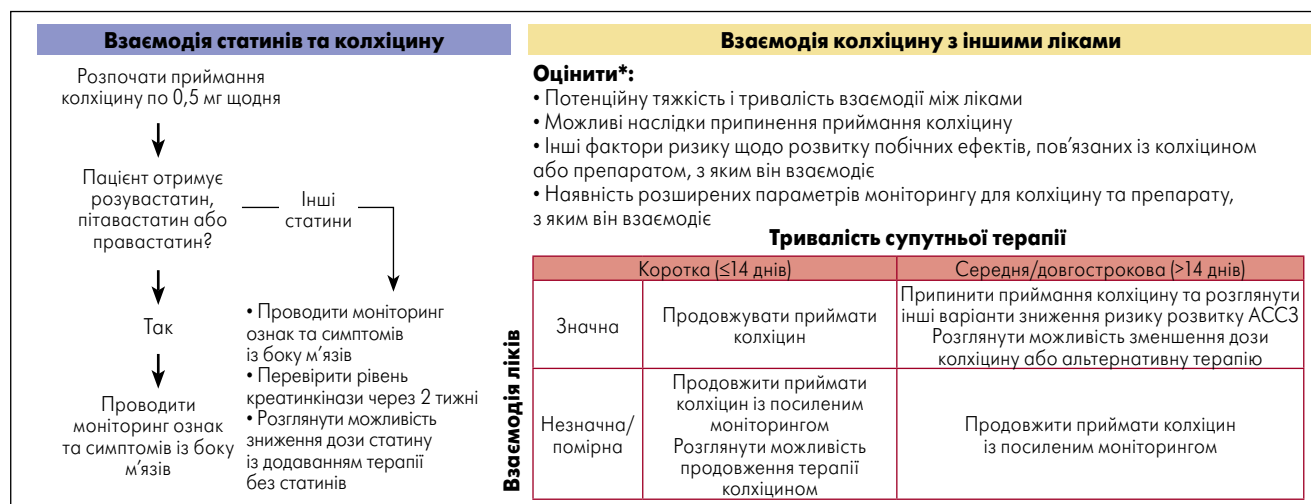 Взаємодія статинів та колхіцину
Розпочати приймання
колхіцину по 0,5 мг щодня
Пацієнт отримує
розувастатин,
пітавастатин або
правастатин?
Інші
статини
Так
Проводити
моніторинг ознак
та симптомів із боку
м’язів
• Проводити моніторинг
ознак та симптомів
із боку м’язів
• Перевірити рівень
креатинкінази через 2 тижні
• Розглянути можливість
зниження дози статину
із додаванням терапії
без статинів
Взаємодія колхіцину з іншими ліками
Оцінити*:
• Потенційну тяжкість і тривалість взаємодії між ліками
• Можливі наслідки припинення приймання колхіцину
• Інші фактори ризику щодо розвитку побічних ефектів, пов’язаних із колхіцином
або препаратом, з яким він взаємодіє
• Наявність розширених параметрів моніторингу для колхіцину та препарату,
з яким він взаємодіє
Тривалість супутньої терапії
Коротка (≤14 днів)
Середня/довгострокова (>14 днів)
Взаємодія ліків
Значна
Продовжувати приймати
колхіцин
Припинити приймання колхіцину та розглянути
інші варіанти зниження ризику розвитку АССЗ
Розглянути можливість зменшення дози
колхіцину або альтернативну терапію
Незначна/
помірна
Продовжити приймати
колхіцин із посиленим
моніторингом
Розглянути можливість
продовження терапії
колхіцином
Продовжити приймати колхіцин
із посиленим моніторингом